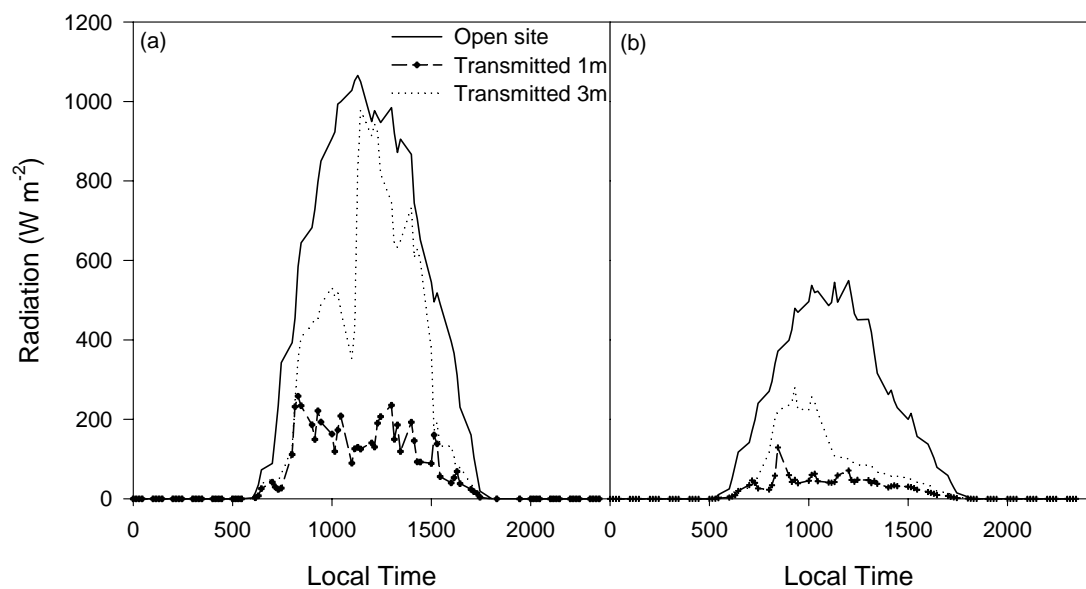 1200
(a)
Open site
(b)
Transmitted 1m
Transmitted 3m
1000
800
Radiation (W m-2)
600
400
200
0
0 500 1000 1500 2000 0 500 1000 1500 2000
Local Time Local Time